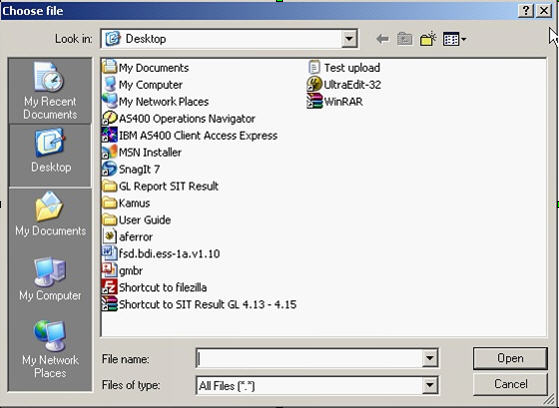 Choose file
Look in:
Desktop
My Recent
Documents
Desktop
My Documents
My Computer
My Network
Places
My Documents
My Computer
My Network Places
AS400 Operations Navigator
IBM AS400 Client Access Express
MSN Installer
SnagIt 7
GL Report SIT Result
Kamus
User Guide
aferror
fsd.bdi.ess-1a.v1.10
gmbr
Shortcut to filezilla
Shortcut to SIT Result GL 4.13 - 4.15
Test upload
UltraEdit-32
WinRAR
File name:
Open
Files of type:
All Files (*.*)
Cancel